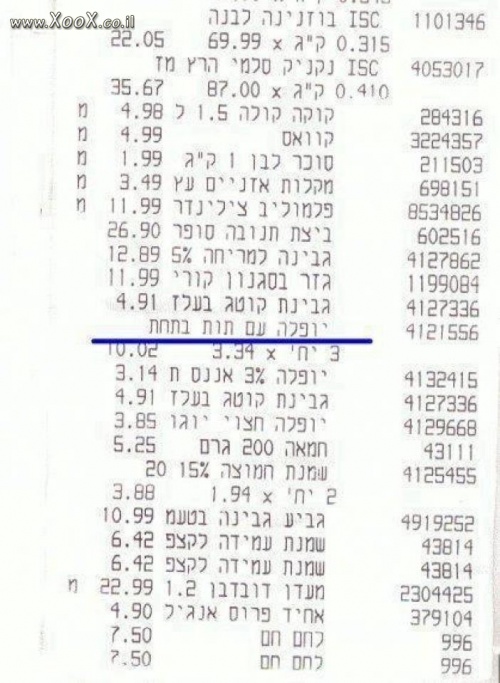 www.XooX.co.il
1101346 ISC בוזנינה לבנה
0.315 ק"ג x 69.99 22.05
4053017 ISC נקניק סלמי הרץ מז
0.410 ק"ג x 87.00 35.67
284316 קוקה קולה 1.5 ל 4.98 מ
3224357 קוואס 4.99 מ
211503 סוכר לבן 1 ק"ג 1.99 מ
698151 מקלות אזניים עץ 3.49 מ
8534826 פלמוליב צילינדר 11.99 מ
602516 ביצת תנובה סופר 26.90
4127862 גבינה למריחה 5% 12.89
1199084 גזר בסגנוון קורי 11.99
4127336 גבינת קוטג בעלז 4.91
4121556 יופלה עם תות בתחת
3 יח' x 3.34 10.02
4132415 יופלה 3% אננס ת 3.14
4127336 גבינת קוטג בעלז 4.91
4129668 יופלה חצוי יוגו 3.85
43111 חמאה 200 גרם 5.25
4125455 שמנת חמוצה 15% 20
2 יח' x 1.94 3.88
4919252 גביע גבינה בטעמ 10.99
43814 שמנת עמידה לקצפ 6.42
43814 שמנת עמידה לקצפ 6.42
2304425 מעדן דובדבן 1.2 22.99 מ
379104 אחיד פרוס אנגיל 4.90
996 לחם חם 7.50
996 לחם חם 7.50